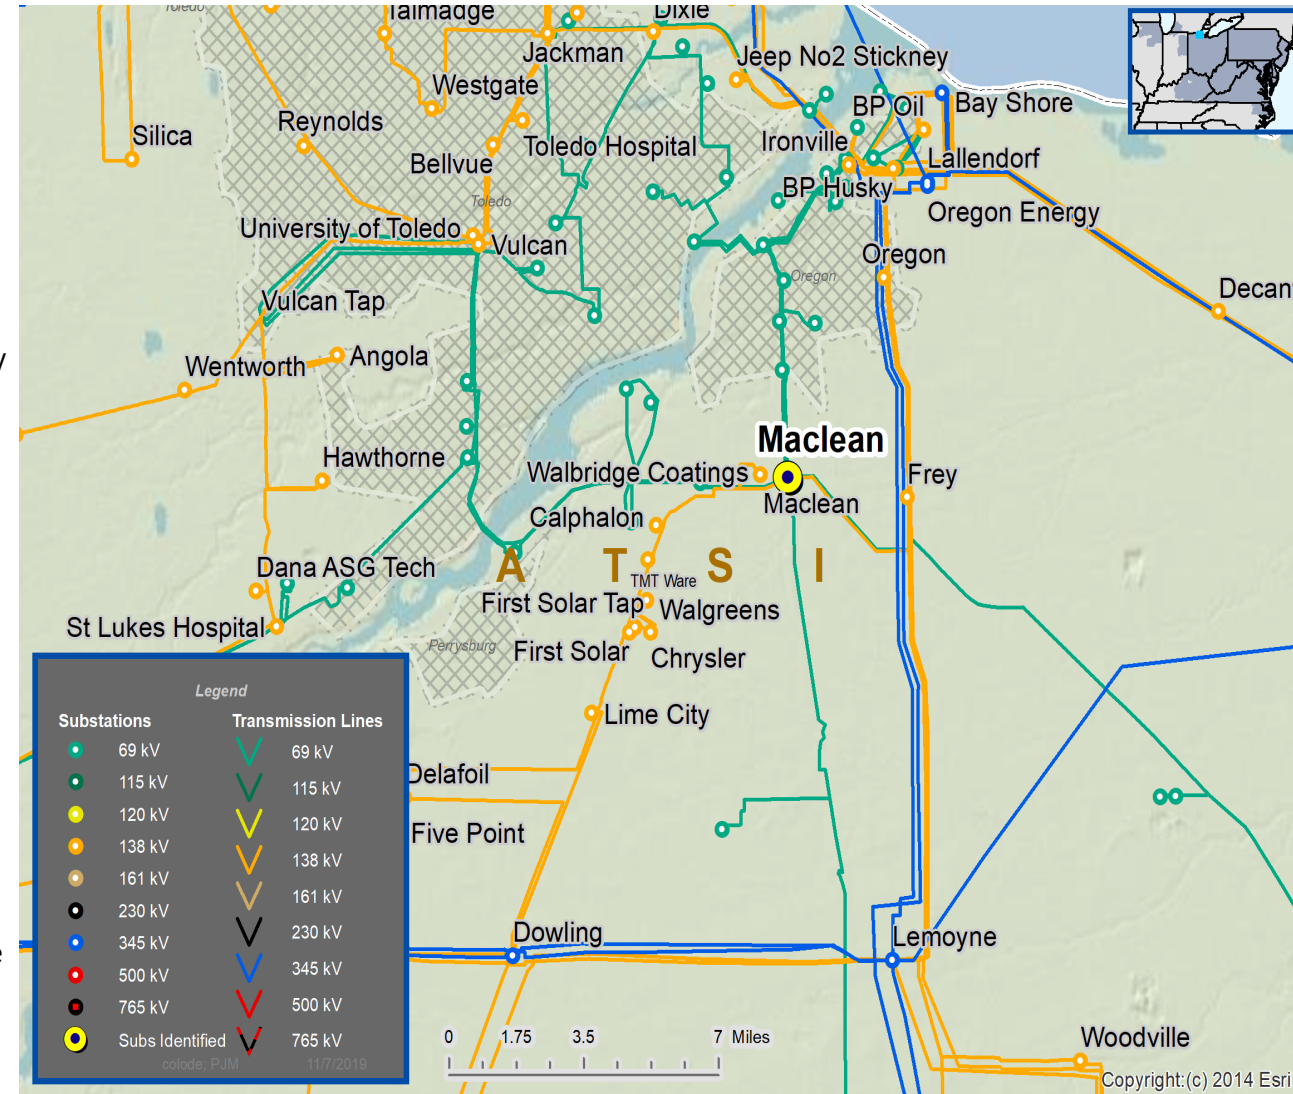 Toledo
Talmadge
Dixie
Jackman
Jeep No2 Stickney
Westgate
BP Oil
Bay Shore
Silica
Reynolds
Toledo Hospital
Ironville
Bellvue
Lallendorf
BP Husky
Toledo
Oregon Energy
University of Toledo
Vulcan
Oregon
Oregon
Decant
Vulcan Tap
Wentworth
Angola
Maclean
Hawthorne
Walbridge Coatings
Frey
Maclean
Calphalon
A T S I
Dana ASG Tech
TMT Ware
First Solar Tap
Walgreens
St Lukes Hospital
Perrysburg
First Solar
Chrysler
Lime City
Delafoil
Five Point
Dowling
Lemoyne
Woodville
Legend
Substations Transmission Lines
69 kV 69 kV
115 kV 115 kV
120 kV 120 kV
138 kV 138 kV
161 kV 161 kV
230 kV 230 kV
345 kV 345 kV
500 kV 500 kV
765 kV 765 kV
Subs Identified
colode; PJM 11/7/2019
0 1.75 3.5 7 Miles
Copyright:(c) 2014 Esri